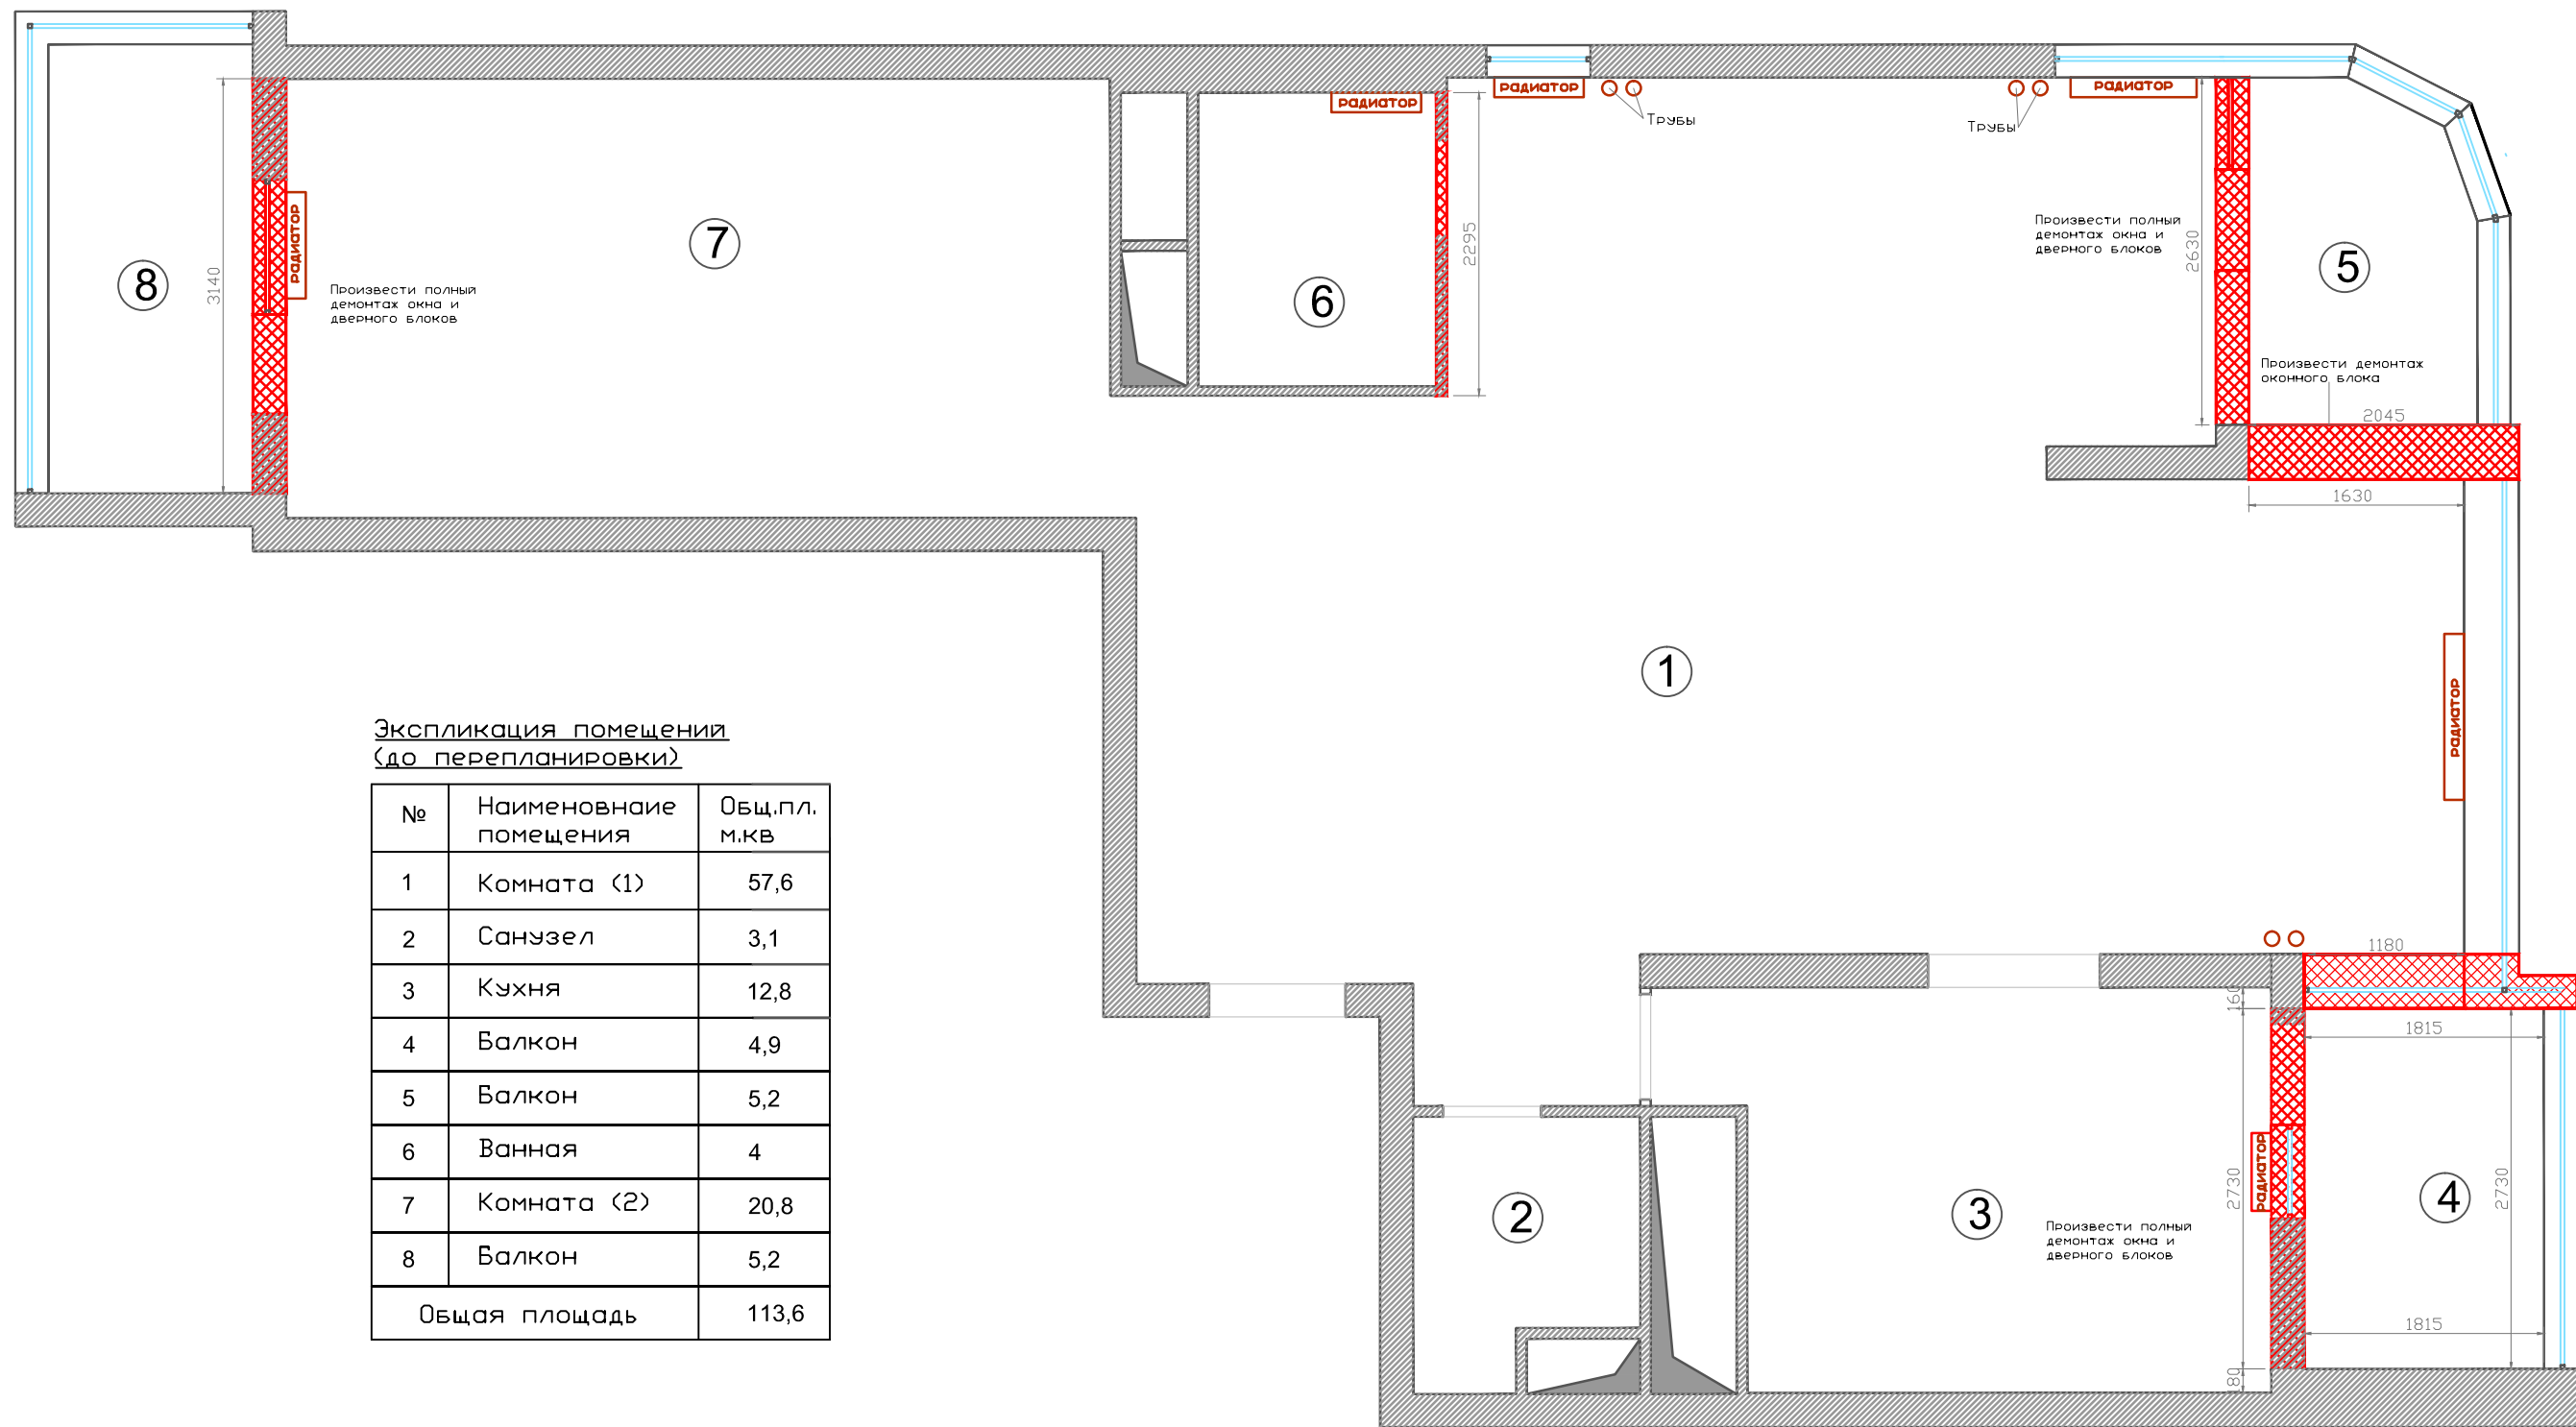 РАДИАТОР
РАДИАТОР
РАДИАТОР
Трубы
Трубы
РАДИАТОР
8
3140
Произвести полный
демонтаж окна и
дверного блоков
7
6
2295
Произвести полный
демонтаж окна и
дверного блоков
2630
5
Произвести демонтаж
оконного блока
2045
1630
1
РАДИАТОР
1180
Экспликация помещений
(до перепланировки)
№ Наименовнаие помещения Общ.пл. м.кв
1 Комната (1) 57,6
2 Санузел 3,1
3 Кухня 12,8
4 Балкон 4,9
5 Балкон 5,2
6 Ванная 4
7 Комната (2) 20,8
8 Балкон 5,2
Общая площадь 113,6
160
1815
2
3
2730
РАДИАТОР
4
2730
Произвести полный
демонтаж окна и
дверного блоков
1815
180